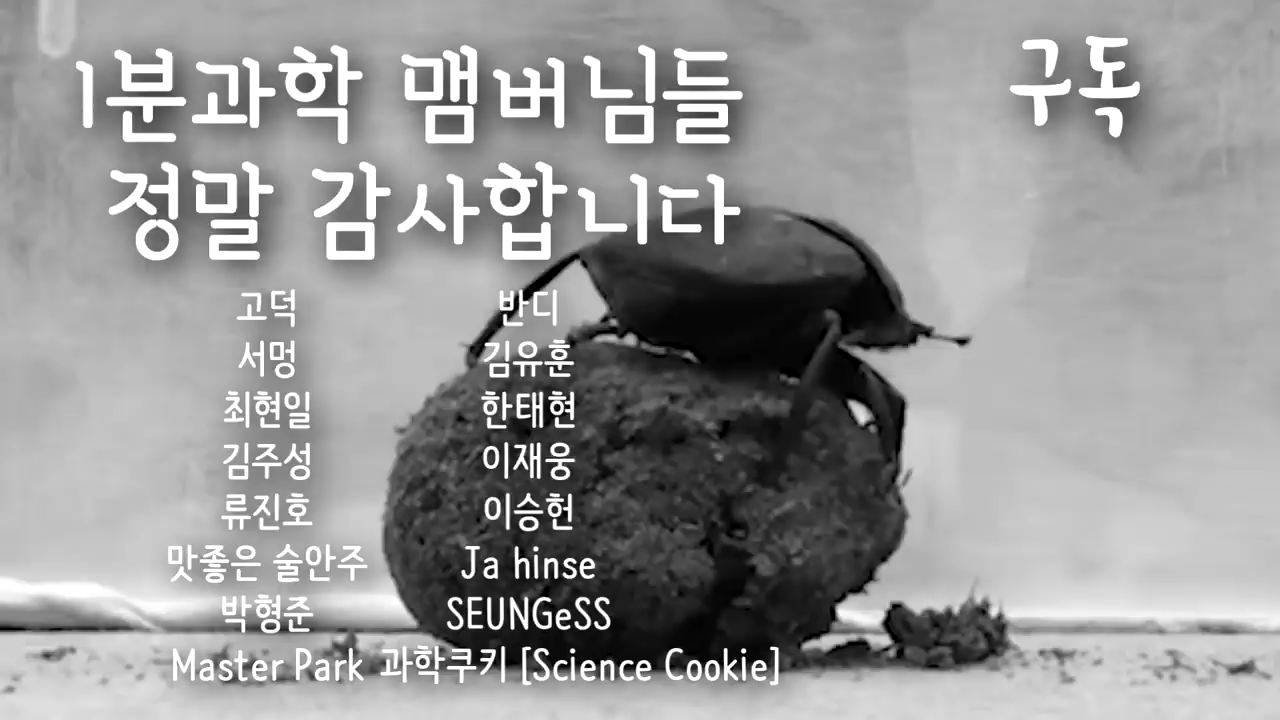 1분과학 맴버님들
정말 감사합니다
구독
고덕
서멍
최현일
김주성
류진호
맛좋은 술안주
박형준
반디
김유훈
한태현
이재웅
이승헌
Ja hinse
SEUNGeSS
Master Park 과학쿠키 [Science Cookie]